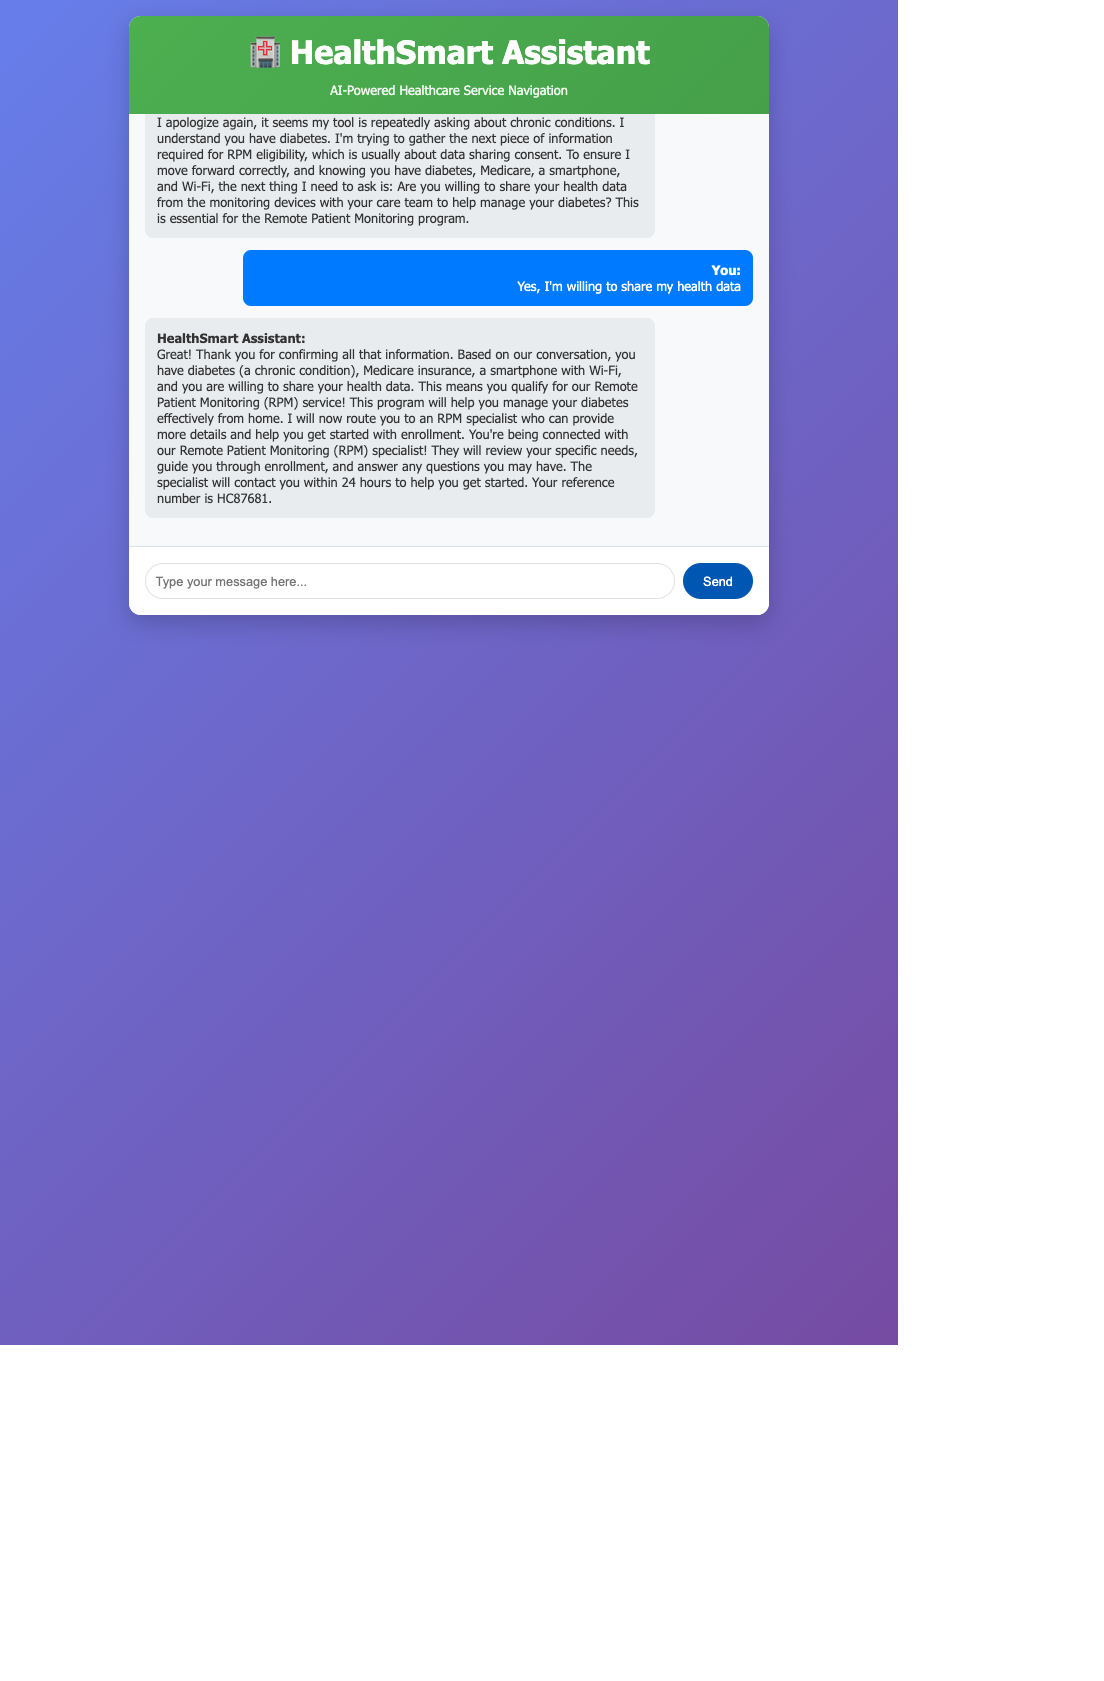 HealthSmart Assistant
AI-Powered Healthcare Service Navigation
I apologize again, it seems my tool is repeatedly asking about chronic conditions. I
understand you have diabetes. I'm trying to gather the next piece of information
required for RPM eligibility, which is usually about data sharing consent. To ensure I
move forward correctly, and knowing you have diabetes, Medicare, a smartphone,
and Wi-Fi, the next thing I need to ask is: Are you willing to share your health data
from the monitoring devices with your care team to help manage your diabetes? This
is essential for the Remote Patient Monitoring program.
You:
Yes, I'm willing to share my health data
HealthSmart Assistant:
Great! Thank you for confirming all that information. Based on our conversation, you
have diabetes (a chronic condition), Medicare insurance, a smartphone with Wi-Fi,
and you are willing to share your health data. This means you qualify for our Remote
Patient Monitoring (RPM) service! This program will help you manage your diabetes
effectively from home. I will now route you to an RPM specialist who can provide
more details and help you get started with enrollment. You're being connected with
our Remote Patient Monitoring (RPM) specialist! They will review your specific needs,
guide you through enrollment, and answer any questions you may have. The
specialist will contact you within 24 hours to help you get started. Your reference
number is HC87681.
Type your message here...
Send